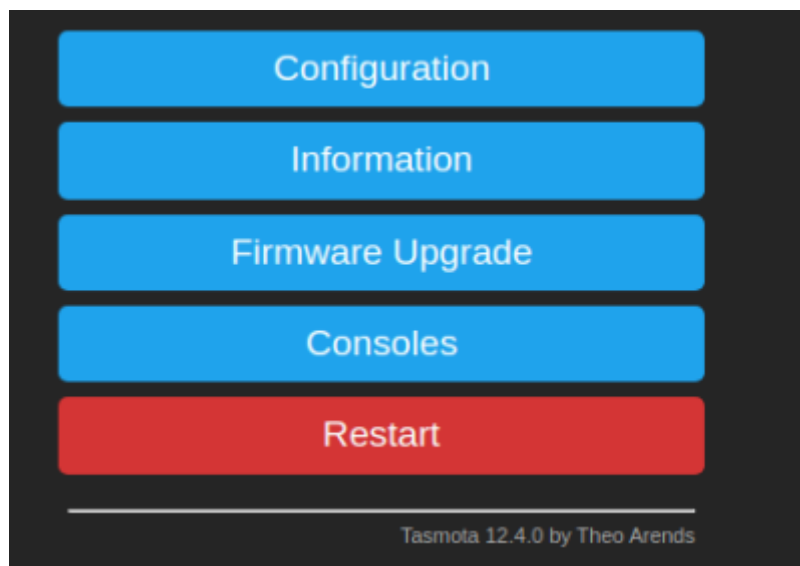 Configuration
Information
Firmware Upgrade
Consoles
Restart
Tasmota 12.4.0 by Theo Arends